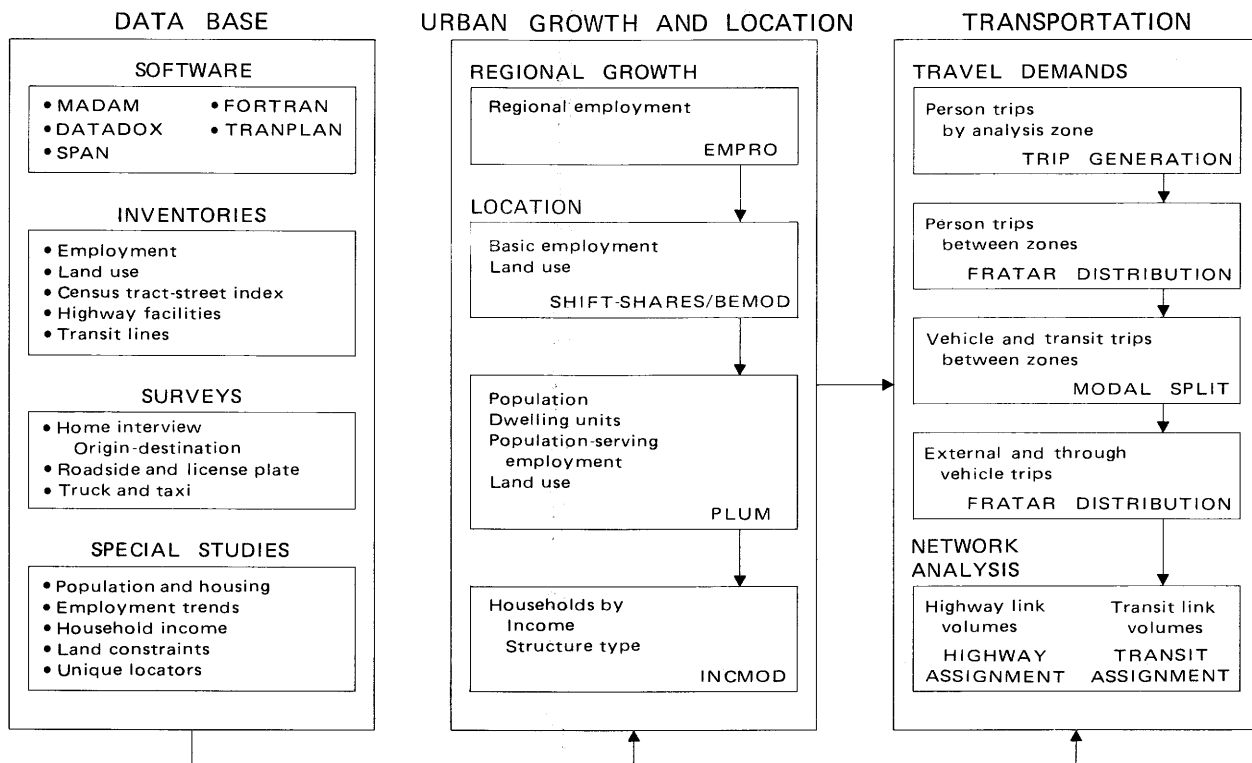 DATA BASE
SOFTWARE
• MADAM
• FORTRAN
• DATADOX
• TRANPLAN
• SPAN
INVENTORIES
• Employment
• Land use
• Census tract-street index
• Highway facilities
• Transit lines
SURVEYS
• Home interview
Origin-destination
• Roadside and license plate
• Truck and taxi
SPECIAL STUDIES
• Population and housing
• Employment trends
• Household income
• Land constraints
• Unique locators
URBAN GROWTH AND LOCATION
REGIONAL GROWTH
Regional employment
EMPRO
LOCATION
Basic employment
Land use
SHIFT-SHARES/BEMOD
Population
Dwelling units
Population-serving
employment
Land use
PLUM
Households by
Income
Structure type
INCMOD
TRANSPORTATION
TRAVEL DEMANDS
Person trips
by analysis zone
TRIP GENERATION
Person trips
between zones
FRATAR DISTRIBUTION
Vehicle and transit trips
between zones
MODAL SPLIT
External and through
vehicle trips
FRATAR DISTRIBUTION
NETWORK
ANALYSIS
Highway link
volumes
HIGHWAY
ASSIGNMENT
Transit link
volumes
TRANSIT
ASSIGNMENT